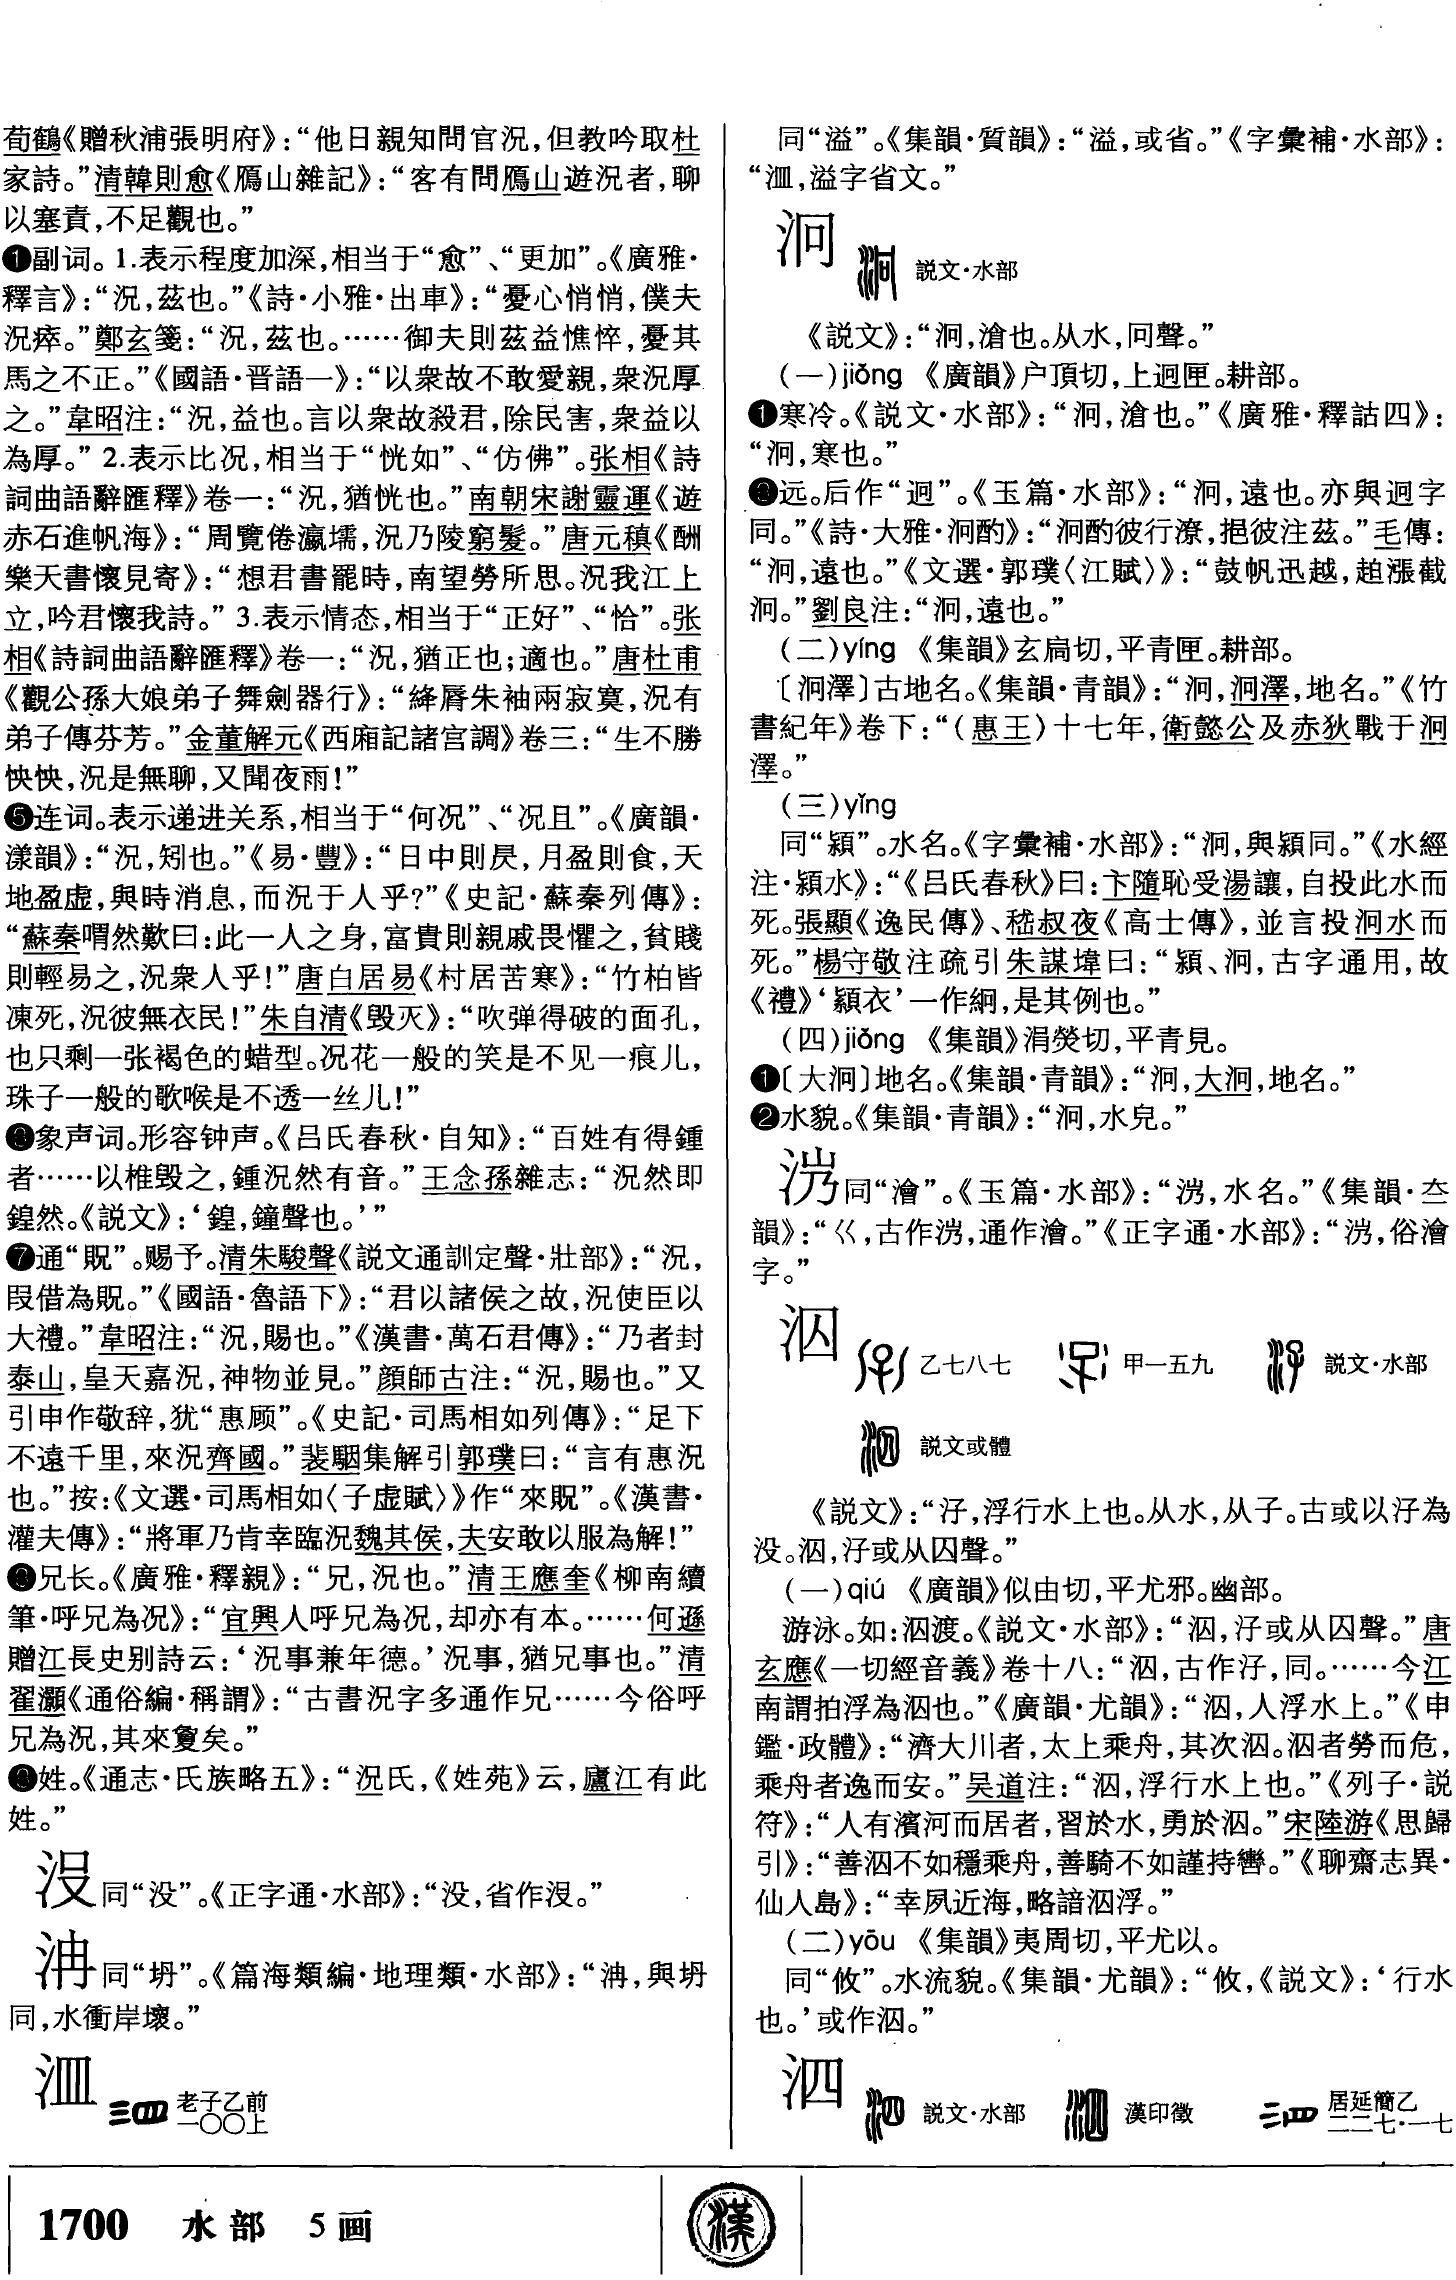 荀鶴《贈秋浦張明府》：“他日親知問官況，但教吟取杜
家詩。”清韓則愈《鴈山雜記》：“客有問鴈山遊況者，聊
以塞責，不足觀也。”
❶副词。1.表示程度加深，相当于“愈”、“更加”。《廣雅·
釋言》：“況，茲也。”《詩·小雅·出車》：“憂心悄悄，僕夫
況瘁。”鄭玄箋：“況，茲也。……御夫則茲益憔悴，憂其
馬之不正。”《國語·晋語一》：“以衆故不敢愛親，衆況厚
之。”韋昭注：“況，益也。言以衆故殺君，除民害，衆益以
為厚。”2.表示比况，相当于“恍如”、“仿佛”。张相《詩
詞曲語辭匯釋》卷一：“況，猶恍也。”南朝宋謝靈運《遊
赤石進帆海》：“周覽倦瀛壖，況乃陵窮髮。”唐元稹《酬
樂天書懷見寄》：“想君書罷時，南望勞所思。況我江上
立，吟君懷我詩。”3.表示情态，相当于“正好”、“恰”。张
相《詩詞曲語辭匯釋》卷一：“況，猶正也；適也。”唐杜甫
《觀公孫大娘弟子舞劍器行》：“絳脣朱袖兩寂寞，況有
弟子傳芬芳。”金董解元《西廂記諸宮調》卷三：“生不勝
怏怏，況是無聊，又聞夜雨！”
❺连词。表示递进关系，相当于“何况”、“况且”。《廣韻·
漾韻》：“況，矧也。”《易·豐》：“日中則昃，月盈則食，天
地盈虛，與時消息，而況于人乎？”《史記·蘇秦列傳》：
“蘇秦喟然歎曰：此一人之身，富貴則親戚畏懼之，貧賤
則輕易之，況衆人乎！”唐白居易《村居苦寒》：“竹柏皆
凍死，況彼無衣民！”朱自清《毁灭》：“吹弹得破的面孔，
也只剩一张褐色的蜡型。况花一般的笑是不见一痕儿，
珠子一般的歌喉是不透一丝儿！”
象声词。形容钟声。《吕氏春秋·自知》：“百姓有得鍾
者……以椎毁之，鍾況然有音。”王念孫雜志：“況然即
鍠然。《説文》：‘鍠，鐘聲也。’”
❼通“貺”。赐予。清朱駿聲《説文通訓定聲·壯部》：“況，
叚借為貺。”《國語·魯語下》：“君以諸侯之故，況使臣以
大禮。”韋昭注：“況，賜也。”《漢書·萬石君傳》：“乃者封
泰山，皇天嘉況，神物並見。”顔師古注：“況，賜也。”又
引申作敬辞，犹“惠顾”。《史記·司馬相如列傳》：“足下
不遠千里，來況齊國。”裴駰集解引郭璞曰：“言有惠況
也。”按：《文選·司馬相如〈子虛賦〉》作“來貺”。《漢書·
灌夫傳》：“將軍乃肯幸臨況魏其侯，夫安敢以服為解！”
兄长。《廣雅·釋親》：“兄，況也。”清王應奎《柳南續
筆·呼兄為况》：“宜興人呼兄為况，却亦有本。……何遜
贈江長史别詩云：‘況事兼年德。’況事，猶兄事也。”清
翟灝《通俗編·稱謂》：“古書況字多通作兄……今俗呼
兄為況，其來敻矣。”
姓。《通志·氏族略五》：“況氏，《姓苑》云，廬江有此
姓。”
没 同“没”。《正字通·水部》：“没，省作没。”
泏 同“坍”。《篇海類編·地理類·水部》：“，與坍
同，水衝岸壞。”
泴 老子乙前
一〇〇上
同“溢”。《集韻·質韻》：“溢，或省。”《字彙補·水部》：
“，溢字省文。”
泂 説文·水部
《説文》：“泂，滄也。从水，冋聲。”
（一）jiǒng 《廣韻》户頂切，上迥匣。耕部。
❶寒冷。《説文·水部》：“泂，滄也。”《廣雅·釋詁四》：
“泂，寒也。”
❷远。后作“迥”。《玉篇·水部》：“泂，遠也。亦與迥字
同。”《詩·大雅·泂酌》：“泂酌彼行潦，挹彼注茲。”毛傳：
“泂，遠也。”《文選·郭璞〈江賦〉》：“鼓帆迅越，趠漲截
泂。”劉良注：“泂，遠也。”
（二）yíng 《集韻》玄扃切，平青匣。耕部。
〔泂澤〕古地名。《集韻·青韻》：“泂，泂澤，地名。”《竹
書紀年》卷下：“（惠王）十七年，衛懿公及赤狄戰于泂
澤。”
（三）yǐng
同“潁”。水名。《字彙補·水部》：“泂，與潁同。”《水經
注·潁水》：“《吕氏春秋》曰：卞隨恥受湯讓，自投此水而
死。張顯《逸民傳》、嵇叔夜《高士傳》，並言投泂水而
死。”楊守敬注疏引朱謀㙔曰：“潁、泂，古字通用，故
《禮》‘潁衣’一作絅，是其例也。”
（四）jiǒng 《集韻》涓熒切，平青見。
❶〔大泂〕地名。《集韻·青韻》：“泂，大泂，地名。”
❷水貌。《集韻·青韻》：“泂，水皃。”
同“澮”。《玉篇·水部》：“，水名。”《集韻·夳
韻》：“巜，古作，通作澮。”《正字通·水部》：“，俗澮
字。”
泅 乙七八七 甲一五九 説文·水部
説文或體
《説文》：“汓，浮行水上也。从水，从子。古或以汓為
没。泅，汓或从囚聲。”
（一）qiú 《廣韻》似由切，平尤邪。幽部。
游泳。如：泅渡。《説文·水部》：“泅，汓或从囚聲。”唐
玄應《一切經音義》卷十八：“泅，古作汓，同。……今江
南謂拍浮為泅也。”《廣韻·尤韻》：“泅，人浮水上。”《申
鑑·政體》：“濟大川者，太上乘舟，其次泅。泅者勞而危，
乘舟者逸而安。”吴道注：“泅，浮行水上也。”《列子·説
符》：“人有濱河而居者，習於水，勇於泅。”宋陸游《思歸
引》：“善泅不如穩乘舟，善騎不如謹持轡。”《聊齋志異·
仙人島》：“幸夙近海，略諳泅浮。”
（二）yōu 《集韻》夷周切，平尤以。
同“攸”。水流貌。《集韻·尤韻》：“攸，《説文》：‘行水
也。’或作泅。”
泗 説文·水部 漢印徵 居延簡乙
二二七·一七
1700 水部 5画
漢